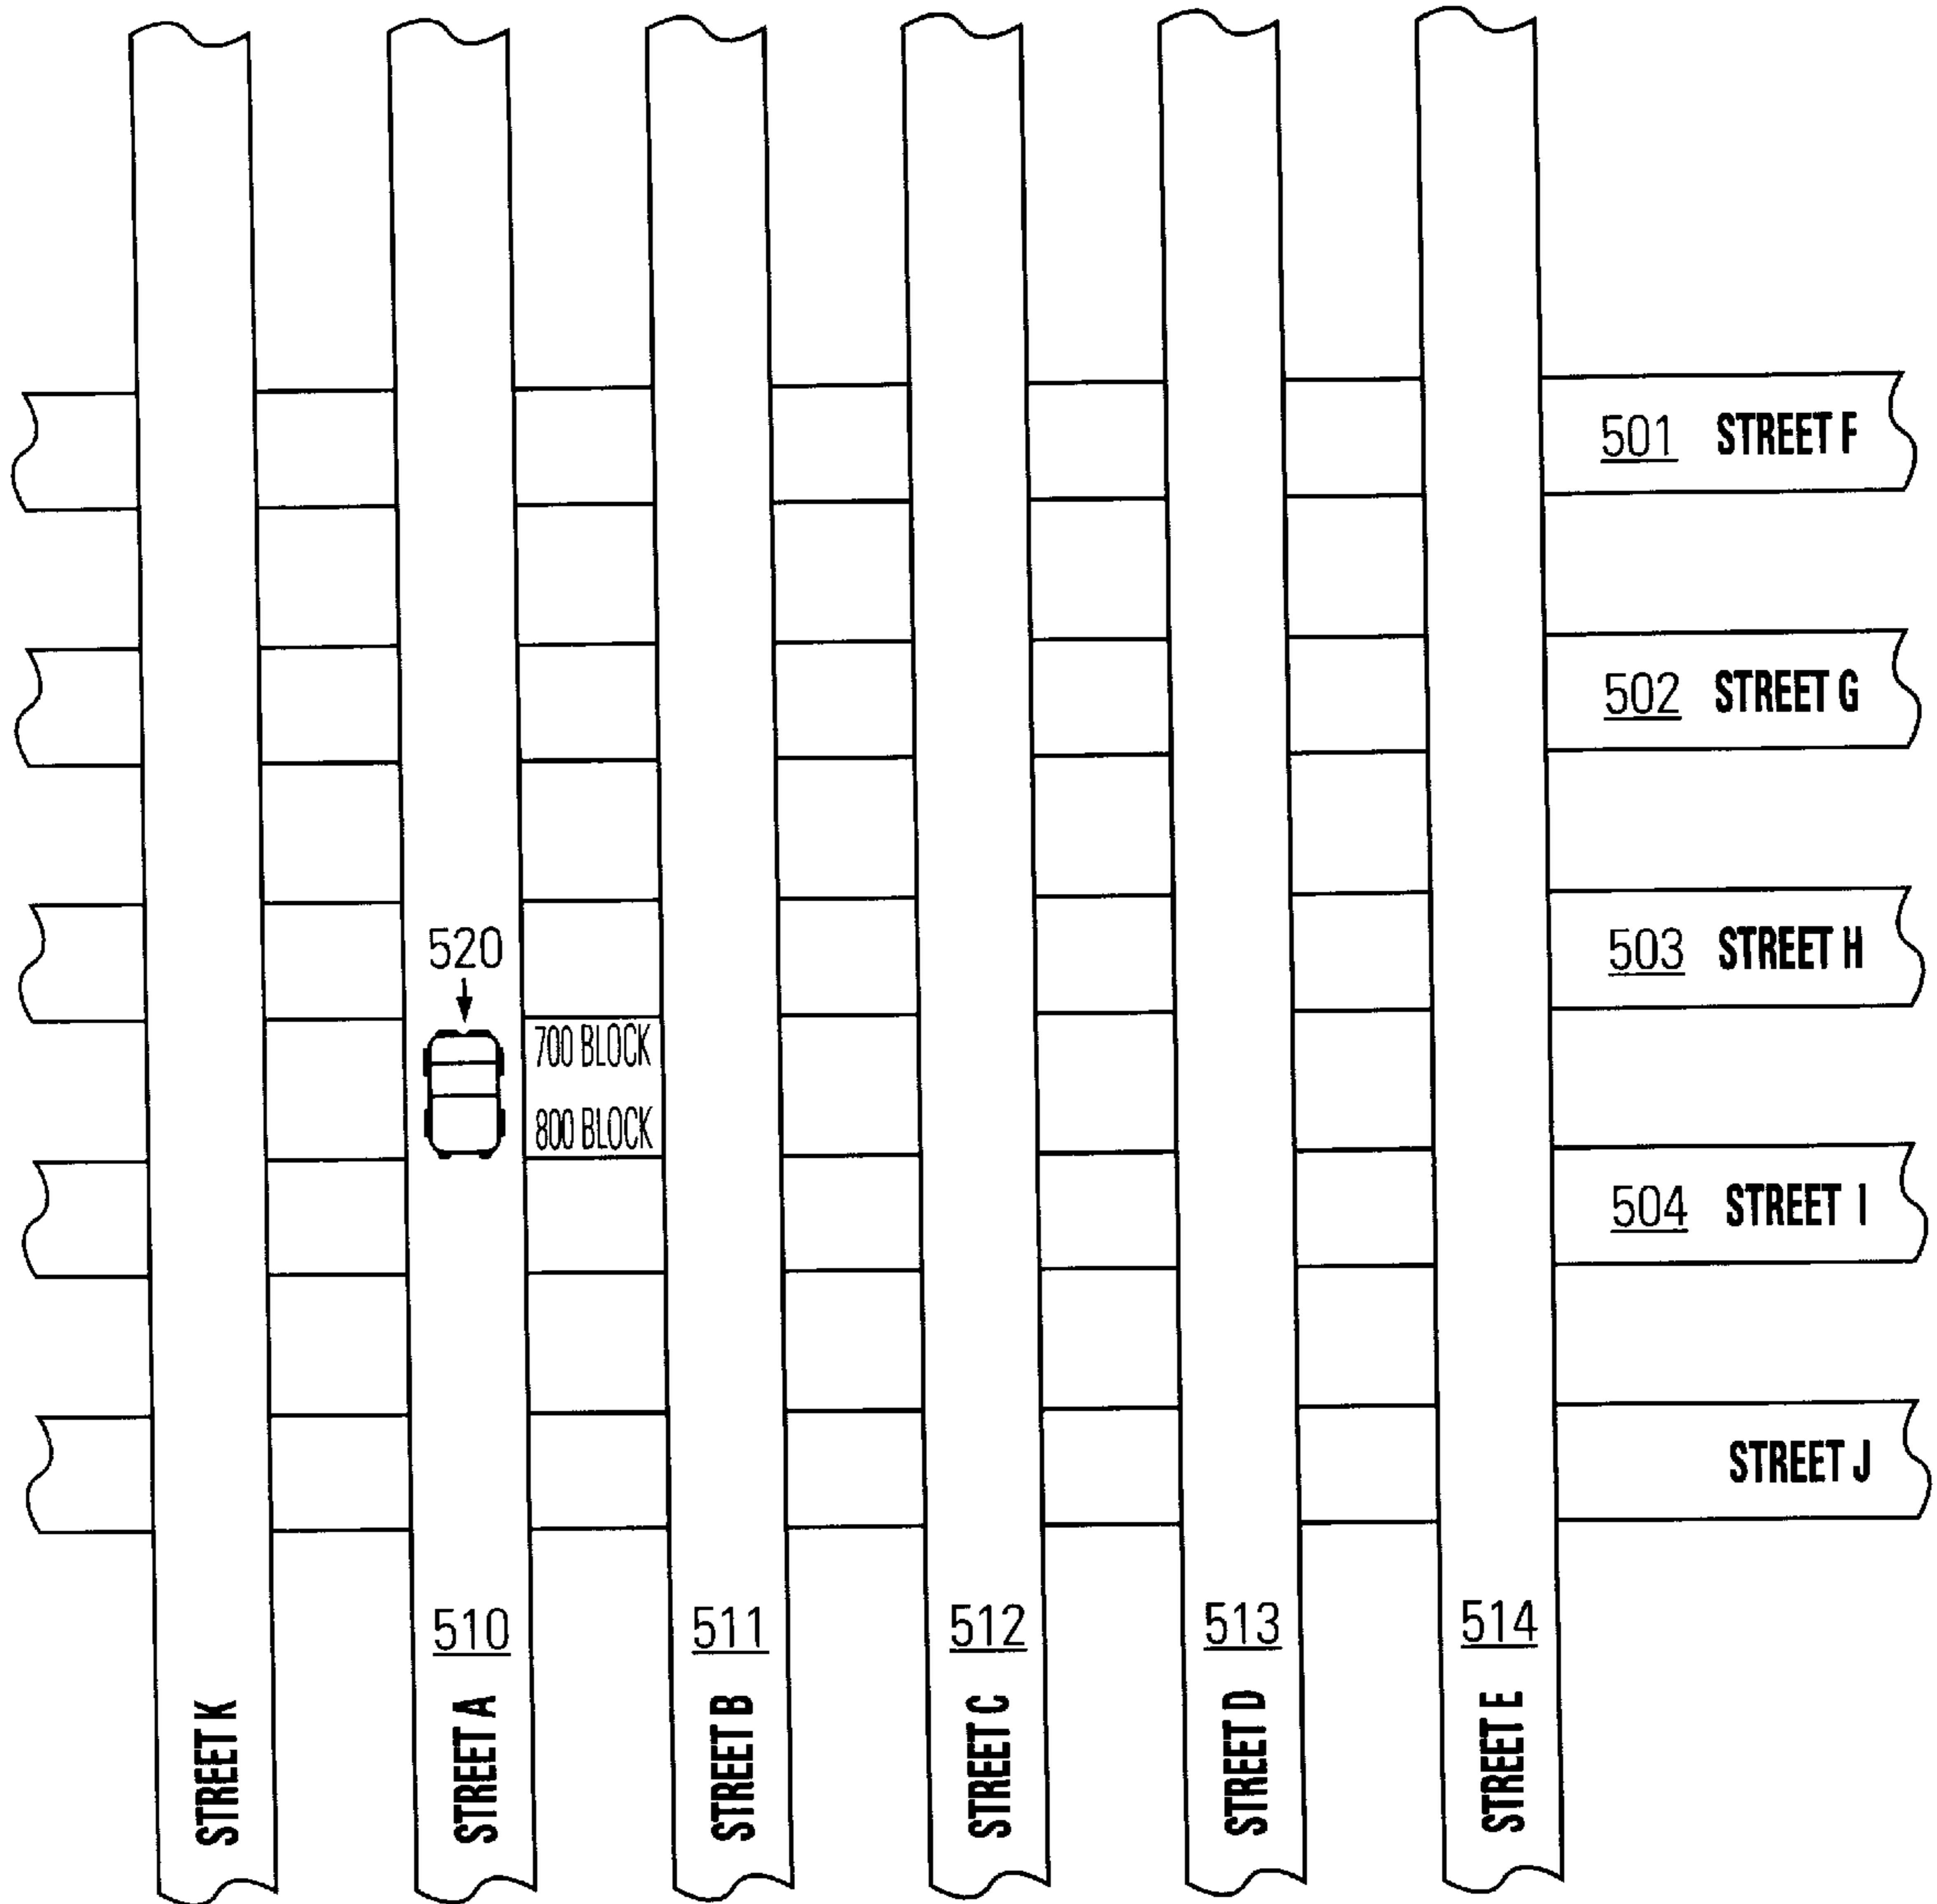 501 STREET F
502 STREET G
520
503 STREET H
700 BLOCK
800 BLOCK
504 STREET I
STREET J
510
511
512
513
514
STREET K
STREET A
STREET B
STREET C
STREET D
STREET E